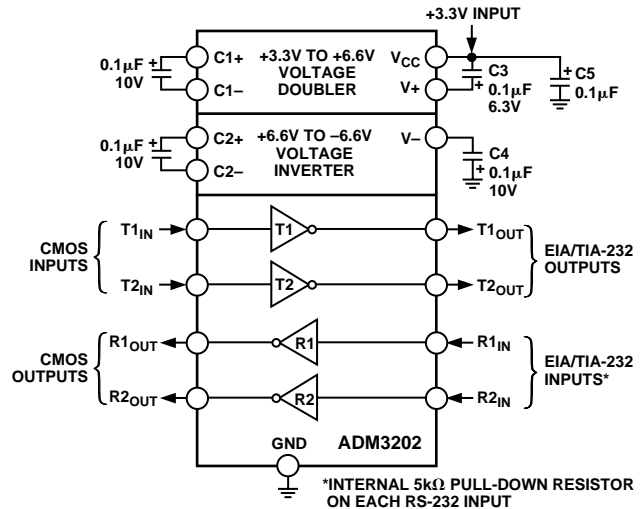 +3.3V INPUT
0.1µF
10V
C1+
C1–
+3.3V TO +6.6V
VOLTAGE
DOUBLER
VCC
V+
C3
0.1µF
6.3V
C5
0.1µF
0.1µF
10V
C2+
C2–
+6.6V TO –6.6V
VOLTAGE
INVERTER
V–
C4
0.1µF
10V
CMOS
INPUTS
T1IN
T2IN
T1
T2
T1OUT
T2OUT
EIA/TIA-232
OUTPUTS
CMOS
OUTPUTS
R1OUT
R2OUT
R1
R2
R1IN
R2IN
EIA/TIA-232
INPUTS*
GND
ADM3202
*INTERNAL 5kΩ PULL-DOWN RESISTOR
ON EACH RS-232 INPUT